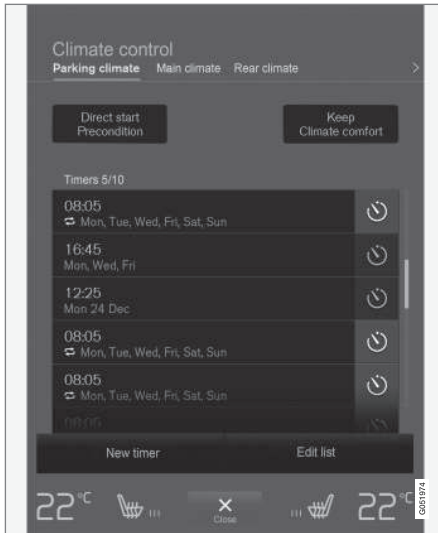 Climate control
Parking climate Main climate Rear climate >
Direct start
Precondition
Keep
Climate comfort
Timers 5/10
08:05
Mon, Tue, Wed, Fri, Sat, Sun
16:45
Mon, Wed, Fri
12:25
Mon 24 Dec
08:05
Mon, Tue, Wed, Fri, Sat, Sun
08:05
Mon, Tue, Wed, Fri, Sat, Sun
08:05
New timer Edit list
22°C 22°C
Close
G051974